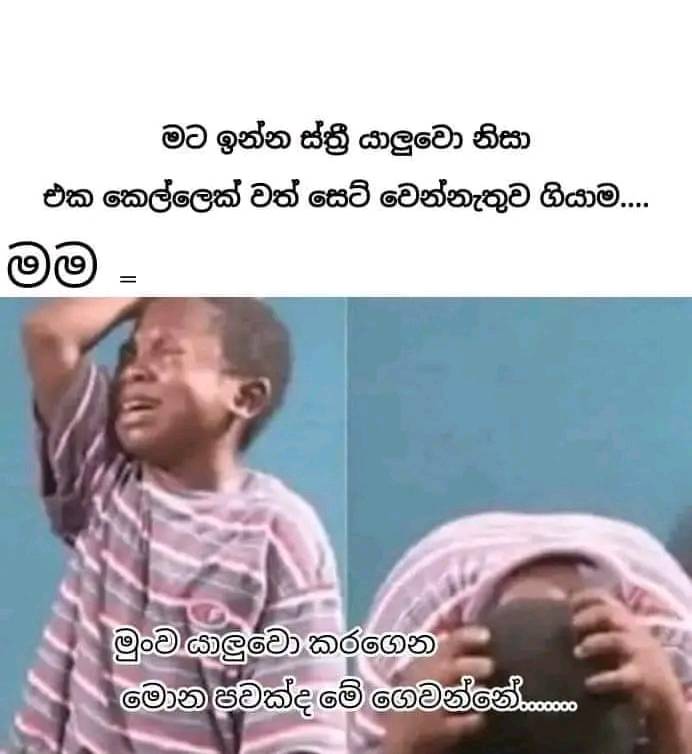 මට ඉන්න ස්ත්‍රී යාලුවො නිසා
එක කෙල්ලෙක් වත් සෙට් වෙන්නැතුව ගියාම....
මම =
මුංව යාලුවො කරගෙන
මොන පවක්ද මේ ගෙවන්නේ........